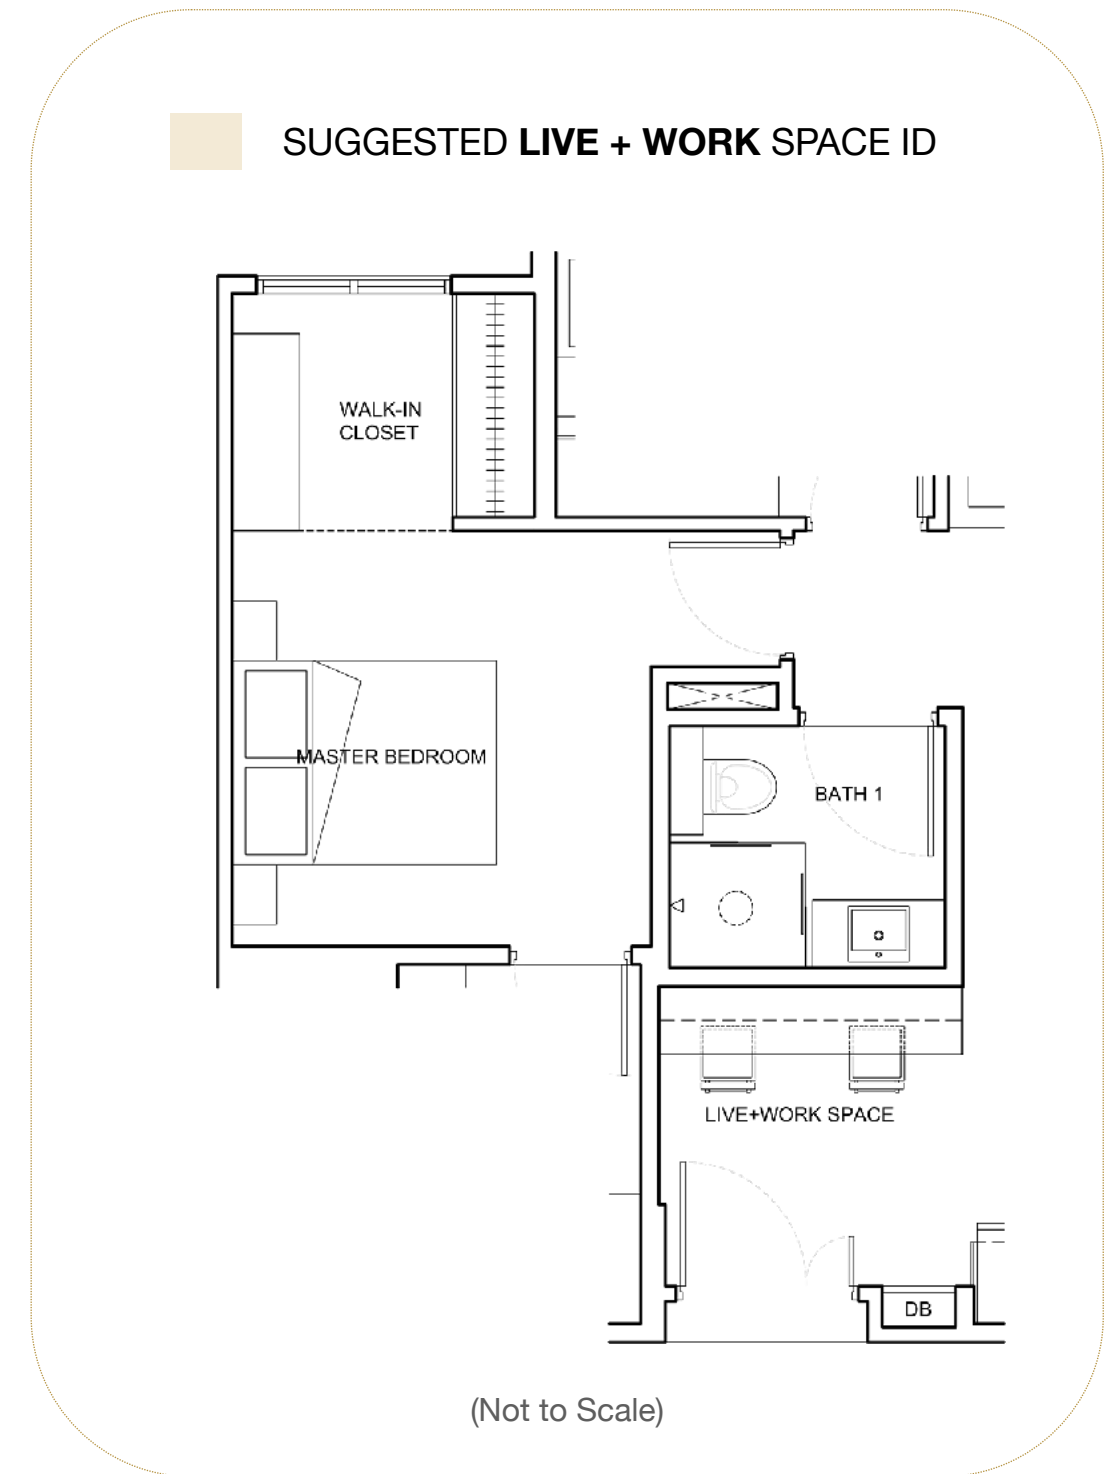 SUGGESTED LIVE + WORK SPACE ID
WALK-IN
CLOSET
MASTER BEDROOM
BATH 1
LIVE+WORK SPACE
DB
(Not to Scale)